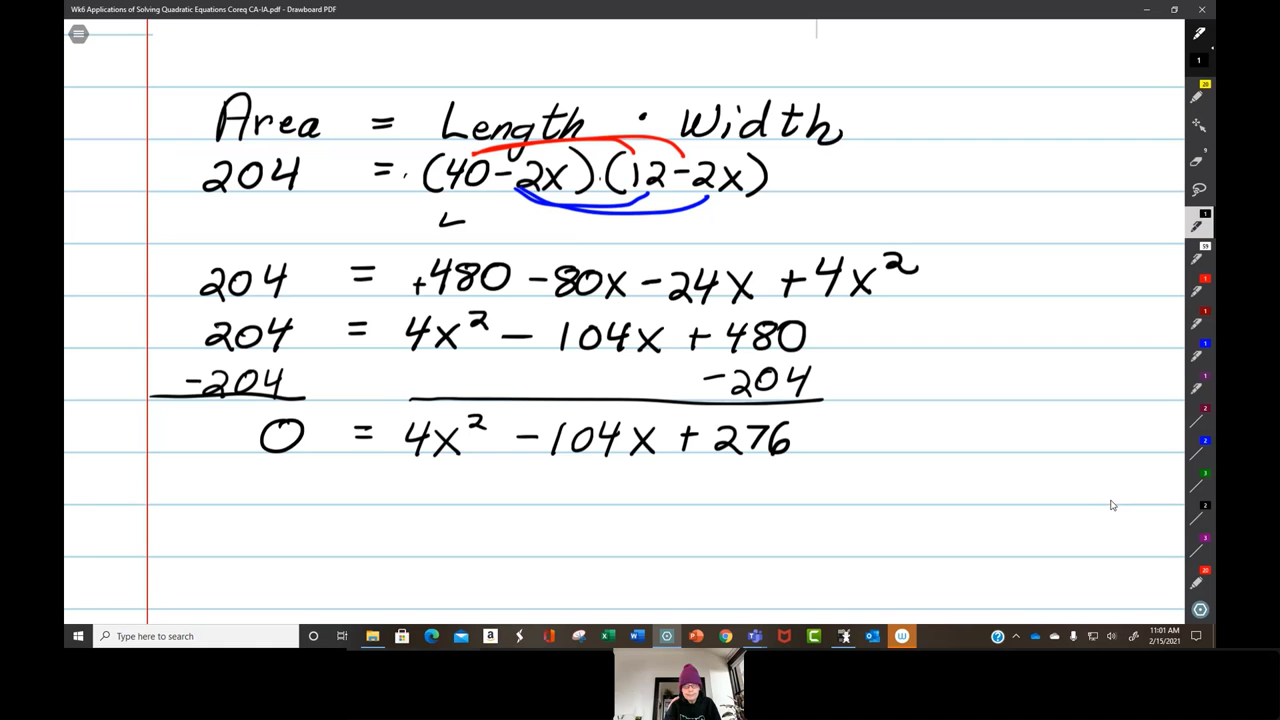 Wk6 Applications of Solving Quadratic Equations Coreq CA-IA.pdf - Drawboard PDF
Area = Length · Width
204 = (40-2x)·(12-2x)
204 = +480 -80x -24x +4x²
204 = 4x² - 104x + 480
-204 -204
0 = 4x² -104x + 276
Type here to search
11:01 AM
2/15/2021